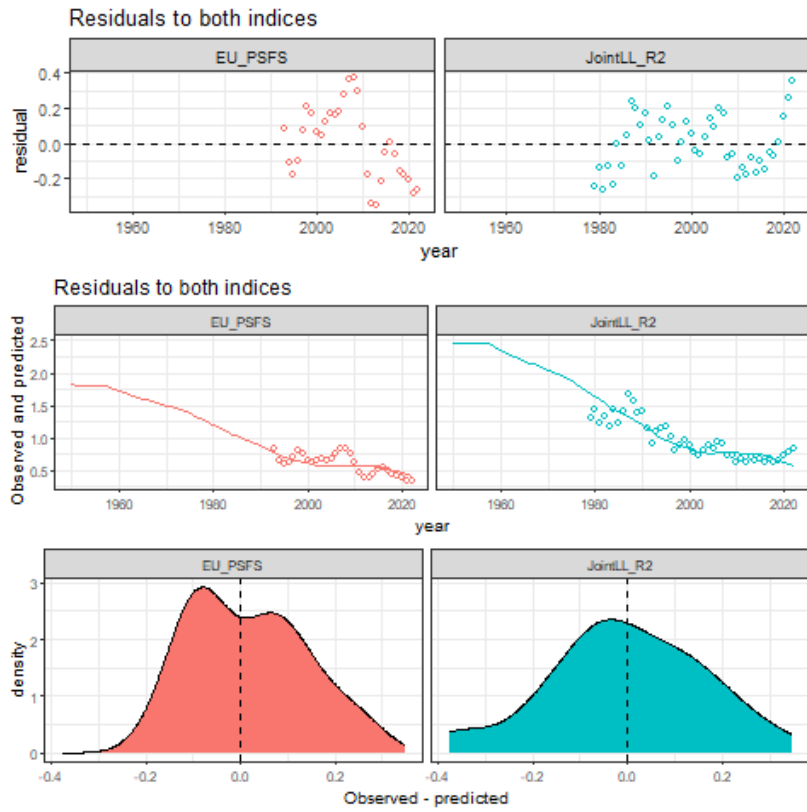 Residuals to both indices
EU_PSFS JointLL_R2
0.4
0.2
0.0
-0.2
residual
1960 1980 2000 2020 1960 1980 2000 2020
year
Residuals to both indices
EU_PSFS JointLL_R2
2.5
2.0
1.5
1.0
0.5
Observed and predicted
1960 1980 2000 2020 1960 1980 2000 2020
year
EU_PSFS JointLL_R2
3
2
1
0
density
-0.4 -0.2 0.0 0.2 -0.4 -0.2 0.0 0.2
Observed - predicted